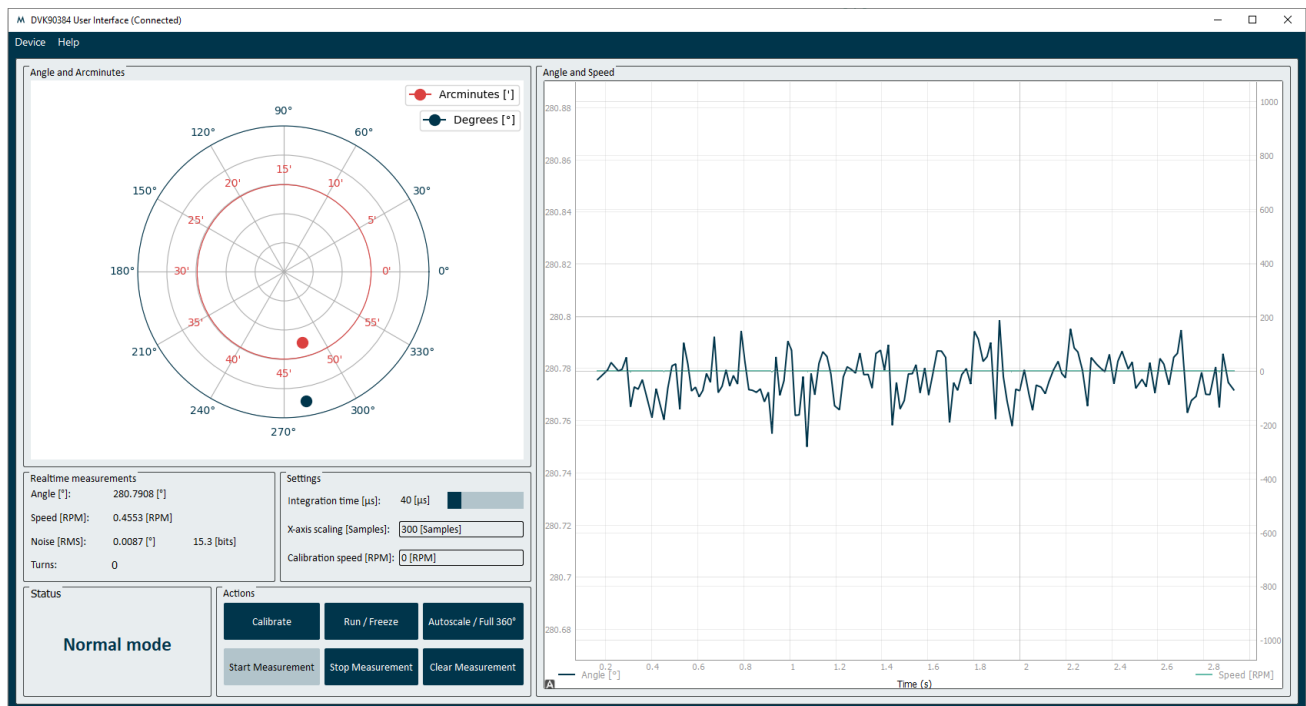 DVK90384 User Interface (Connected)
Device Help
Angle and Arcminutes
Arcminutes [']
Degrees [°]
90°
120° 60°
15'
20' 10'
150° 30°
25' 5'
180° 30' 0' 0°
35' 55'
210° 330°
40' 50'
45'
240° 300°
270°
Realtime measurements
Angle [°]: 280.7908 [°]
Speed [RPM]: 0.4553 [RPM]
Noise [RMS]: 0.0087 [°] 15.3 [bits]
Turns: 0
Settings
Integration time [µs]: 40 [µs]
X-axis scaling [Samples]: 300 [Samples]
Calibration speed [RPM]: 0 [RPM]
Status
Normal mode
Actions
Calibrate Run / Freeze Autoscale / Full 360°
Start Measurement Stop Measurement Clear Measurement
Angle and Speed
280.88 1000
280.86 800
280.84 600
280.82 400
280.8 200
280.78 0
280.76 -200
280.74 -400
280.72 -600
280.7 -800
280.68 -1000
0.2 0.4 0.6 0.8 1 1.2 1.4 1.6 1.8 2 2.2 2.4 2.6 2.8
A Angle [°] Speed [RPM]
Time (s)